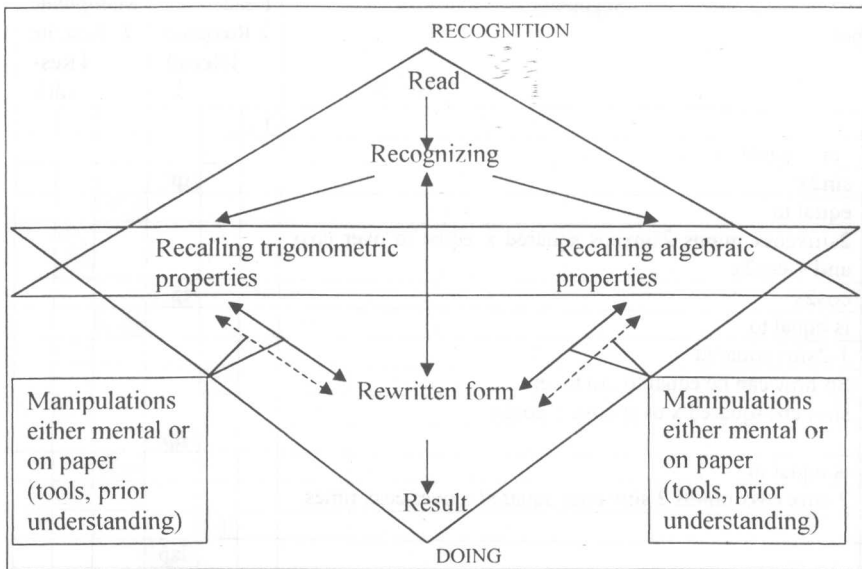 RECOGNITION
Read
Recognizing
Recalling trigonometric
properties
Recalling algebraic
properties
Rewritten form
Manipulations
either mental or
on paper
(tools, prior
understanding)
Manipulations
either mental or
on paper
(tools, prior
understanding)
Result
DOING